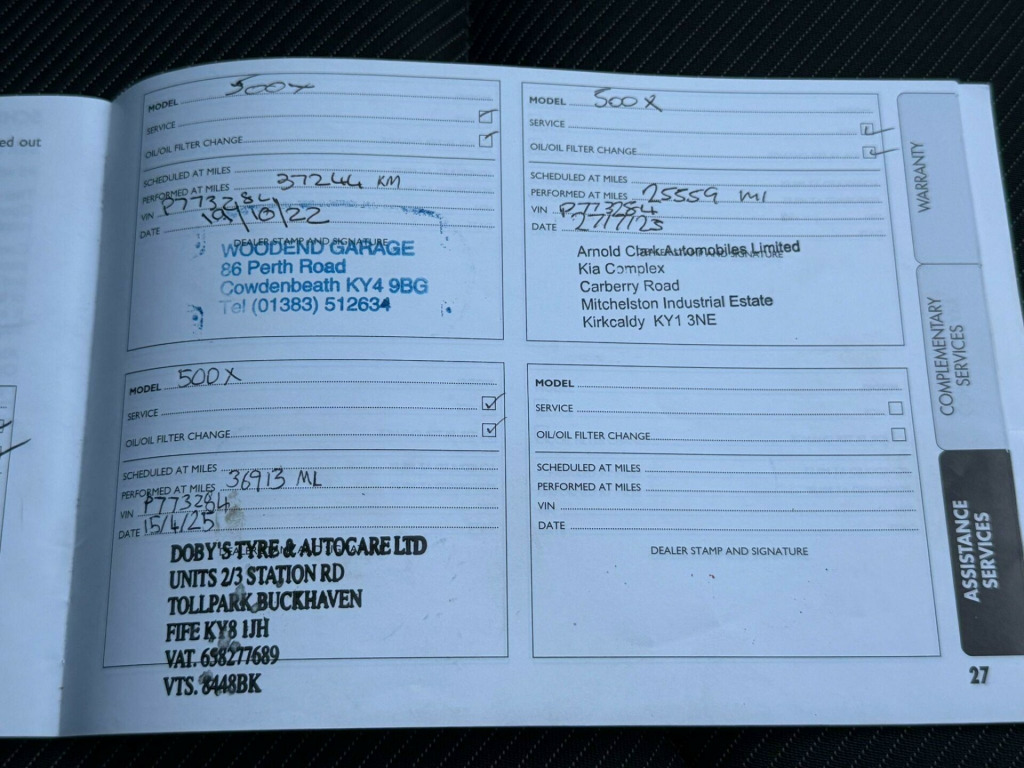 ed out
MODEL 500X
SERVICE
OIL/OIL FILTER CHANGE
SCHEDULED AT MILES
PERFORMED AT MILES 37244 KM
VIN P773284
DATE 19/10/22
DEALER STAMP AND SIGNATURE
WOODEND GARAGE
86 Perth Road
Cowdenbeath KY4 9BG
Tel (01383) 512634
MODEL 500X
SERVICE
OIL/OIL FILTER CHANGE
SCHEDULED AT MILES
PERFORMED AT MILES 25559 MI
VIN P773284
DATE
DEALER STAMP AND SIGNATURE
Arnold Clark Automobiles Limited
Kia Complex
Carberry Road
Mitchelston Industrial Estate
Kirkcaldy KY1 3NE
MODEL 500X
SERVICE
OIL/OIL FILTER CHANGE
SCHEDULED AT MILES
PERFORMED AT MILES 36913 ML
VIN P773284
DATE 15/4/25
DOBY'S TYRE & AUTOCARE LTD
UNITS 2/3 STATION RD
TOLLPARK, BUCKHAVEN
FIFE KY8 1JH
VAT. 658277689
VTS. 8448BK
MODEL
SERVICE
OIL/OIL FILTER CHANGE
SCHEDULED AT MILES
PERFORMED AT MILES
VIN
DATE
DEALER STAMP AND SIGNATURE
WARRANTY
COMPLEMENTARY
SERVICES
ASSISTANCE
SERVICES
27